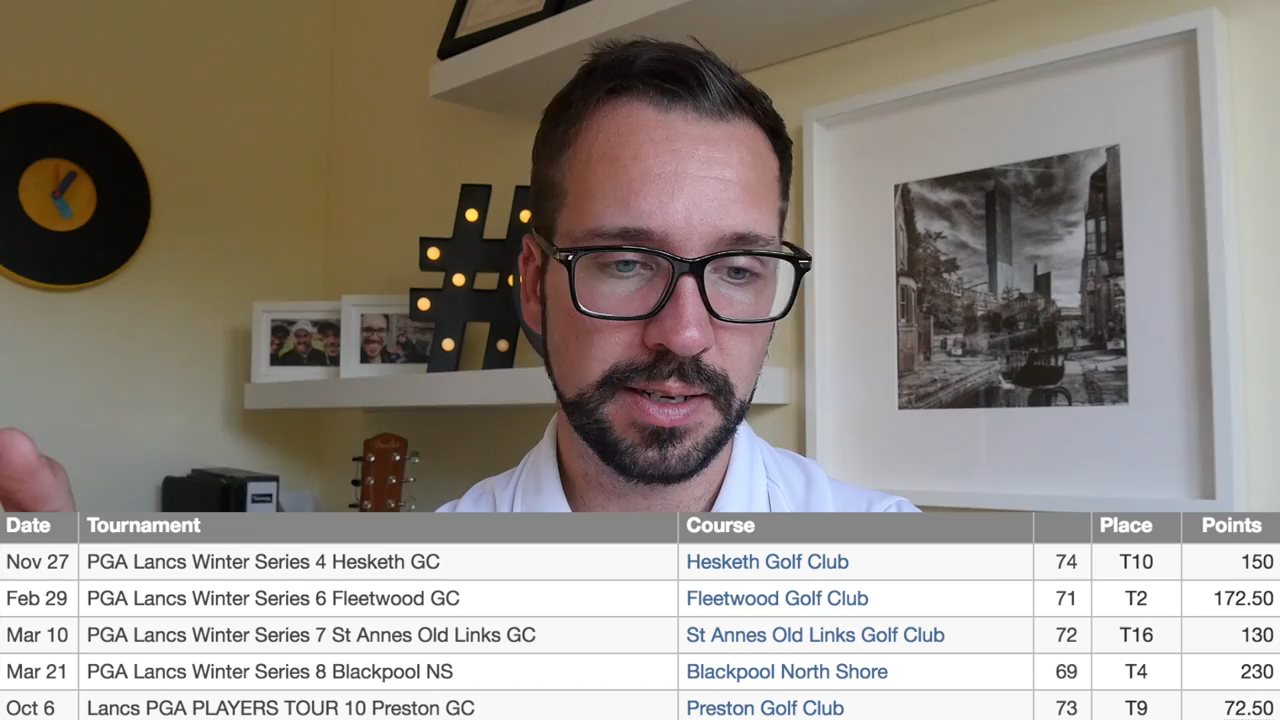 #
Date Tournament Course Place Points
Nov 27 PGA Lancs Winter Series 4 Hesketh GC Hesketh Golf Club 74 T10 150
Feb 29 PGA Lancs Winter Series 6 Fleetwood GC Fleetwood Golf Club 71 T2 172.50
Mar 10 PGA Lancs Winter Series 7 St Annes Old Links GC St Annes Old Links Golf Club 72 T16 130
Mar 21 PGA Lancs Winter Series 8 Blackpool NS Blackpool North Shore 69 T4 230
Oct 6 Lancs PGA PLAYERS TOUR 10 Preston GC Preston Golf Club 73 T9 72.50